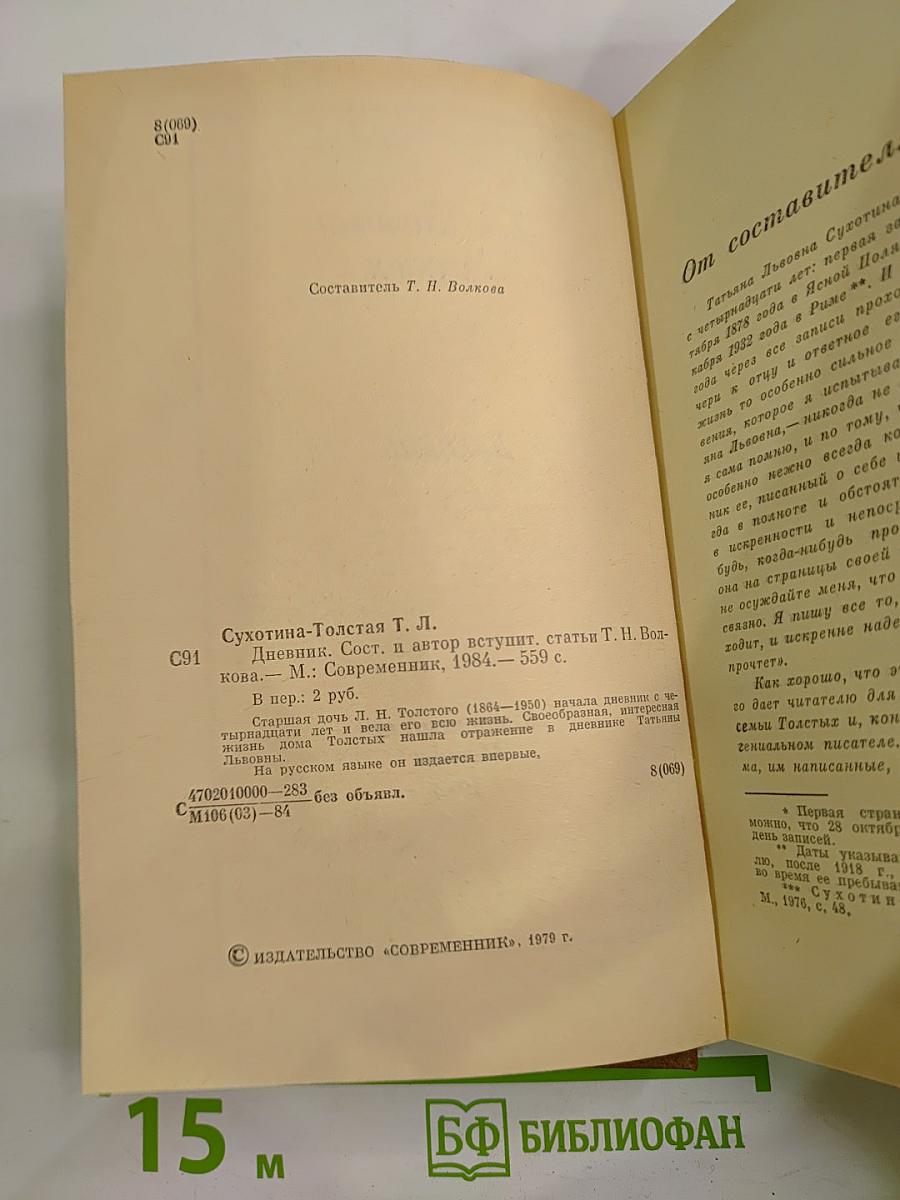 8(069)
С91
Составитель Т. Н. Волкова
Сухотина-Толстая Т. Л.
С91 Дневник. Сост. и автор вступит. статьи Т. Н. Вол-
кова.— М.: Современник, 1984.— 559 с.
В пер.: 2 руб.
Старшая дочь Л. Н. Толстого (1864—1950) начала дневник с че-
тырнадцати лет и вела его всю жизнь. Своеобразная, интересная
жизнь дома Толстых нашла отражение в дневнике Татьяны
Львовны.
На русском языке он издается впервые.
С 4702010000—283 без объявл. 8(069)
М106(03)—84
© ИЗДАТЕЛЬСТВО «СОВРЕМЕННИК», 1979 г.
От составител
Татьяна Львовна Сухотина
с четырнадцати лет: первая за
тября 1878 года в Ясной Поля
кабря 1932 года в Риме **. И
года через все записи прохо
чери к отцу и ответное ег
жизнь то особенно сильное
вения, которое я испытыва
яна Львовна,— никогда не
я сама помню, и по тому,
особенно нежно всегда ко
ник ее, писанный о себе и
гда в полноте и обстоят
в искренности и непоср
будь, когда-нибудь про
она на страницы своей
не осуждайте меня, что
связно. Я пишу все то,
ходит, и искренне наде
прочтет».
Как хорошо, что э
го дает читателю для
семьи Толстых и, кон
гениальном писателе.
ма, им написанные,
* Первая стран
можно, что 28 октябр
день записей.
** Даты указыва
лю, после 1918 г.,
во время ее пребыва
*** Сухотин
М., 1976, с. 48.
15 м
БФ БИБЛИОФАН